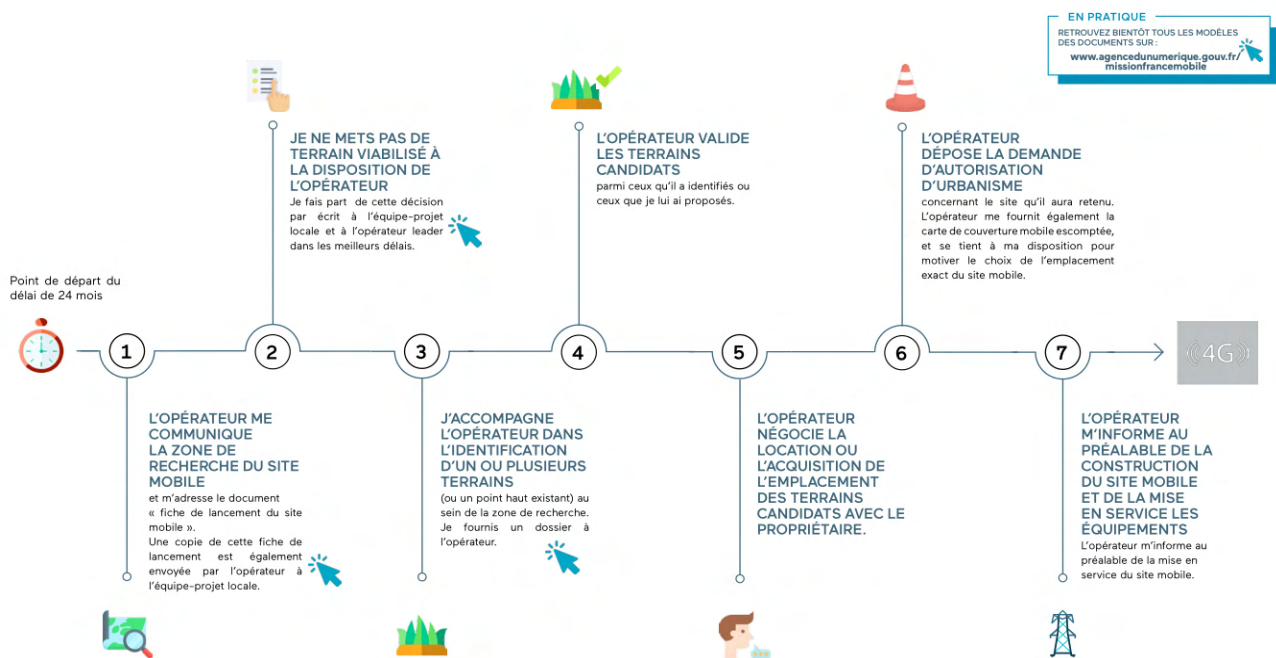 EN PRATIQUE
RETROUVEZ BIENTÔT TOUS LES MODÈLES
DES DOCUMENTS SUR :
www.agencedunumerique.gouv.fr/
missionfrancemobile
Point de départ du
délai de 24 mois
1
L'OPÉRATEUR ME
COMMUNIQUE
LA ZONE DE
RECHERCHE DU SITE
MOBILE
et m'adresse le document
« fiche de lancement du site
mobile ».
Une copie de cette fiche de
lancement est également
envoyée par l'opérateur à
l'équipe-projet locale.
2
JE NE METS PAS DE
TERRAIN VIABILISÉ À
LA DISPOSITION DE
L'OPÉRATEUR
Je fais part de cette décision
par écrit à l'équipe-projet
locale et à l'opérateur leader
dans les meilleurs délais.
3
J'ACCOMPAGNE
L'OPÉRATEUR DANS
L'IDENTIFICATION
D'UN OU PLUSIEURS
TERRAINS
(ou un point haut existant) au
sein de la zone de recherche.
Je fournis un dossier à
l'opérateur.
4
L'OPÉRATEUR VALIDE
LES TERRAINS
CANDIDATS
parmi ceux qu'il a identifiés ou
ceux que je lui ai proposés.
5
L'OPÉRATEUR
NÉGOCIE LA
LOCATION OU
L'ACQUISITION DE
L'EMPLACEMENT
DES TERRAINS
CANDIDATS AVEC LE
PROPRIÉTAIRE.
6
L'OPÉRATEUR
DÉPOSE LA DEMANDE
D'AUTORISATION
D'URBANISME
concernant le site qu'il aura retenu.
L'opérateur me fournit également la
carte de couverture mobile escomptée,
et se tient à ma disposition pour
motiver le choix de l'emplacement
exact du site mobile.
7
L'OPÉRATEUR
M'INFORME AU
PRÉALABLE DE LA
CONSTRUCTION
DU SITE MOBILE
ET DE LA MISE
EN SERVICE LES
ÉQUIPEMENTS
L'opérateur m'informe au
préalable de la mise en
service du site mobile.
4G